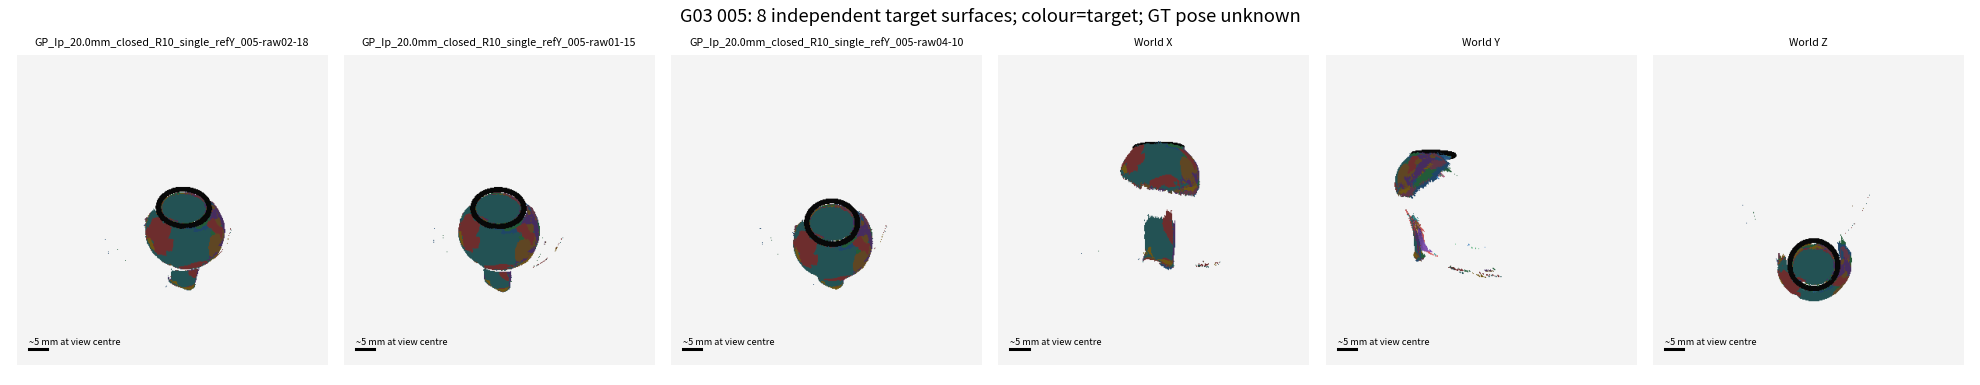 G03 005: 8 independent target surfaces; colour=target; GT pose unknown
GP_Ip_20.0mm_closed_R10_single_refY_005-raw02-18
GP_Ip_20.0mm_closed_R10_single_refY_005-raw01-15
GP_Ip_20.0mm_closed_R10_single_refY_005-raw04-10
World X
World Y
World Z
~5 mm at view centre
~5 mm at view centre
~5 mm at view centre
~5 mm at view centre
~5 mm at view centre
~5 mm at view centre